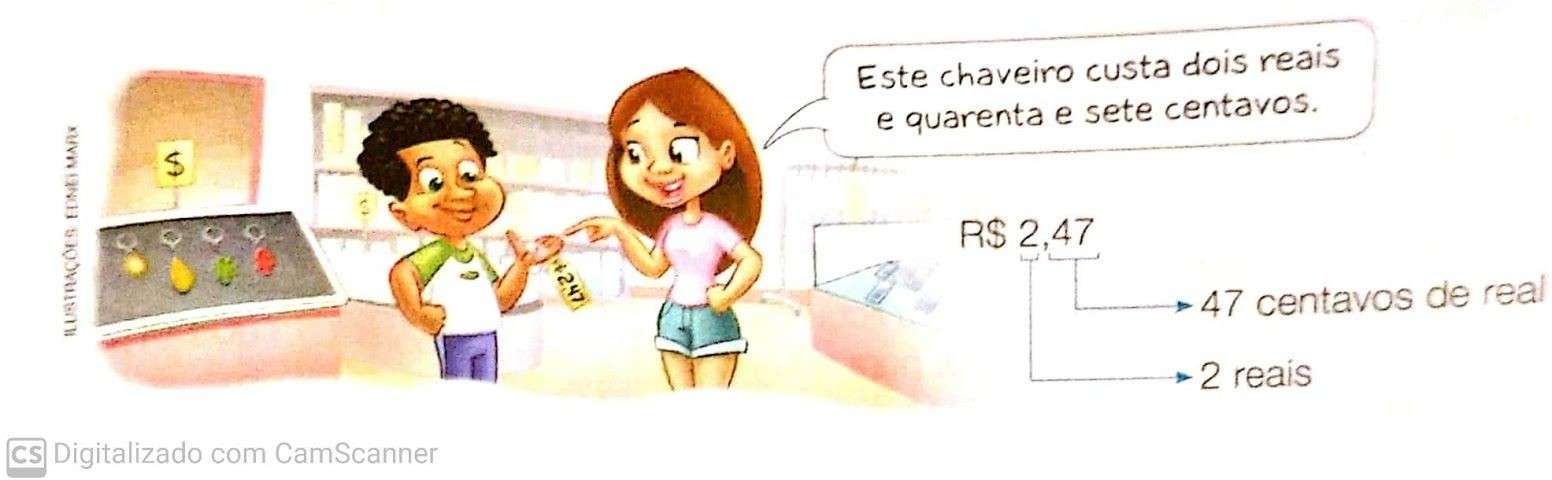 Este chaveiro custa dois reais
e quarenta e sete centavos.
ILUSTRAÇÕES: EDNEI MARX
$
$
2,47
R$ 2,47
47 centavos de real
2 reais
CS Digitalizado com CamScanner